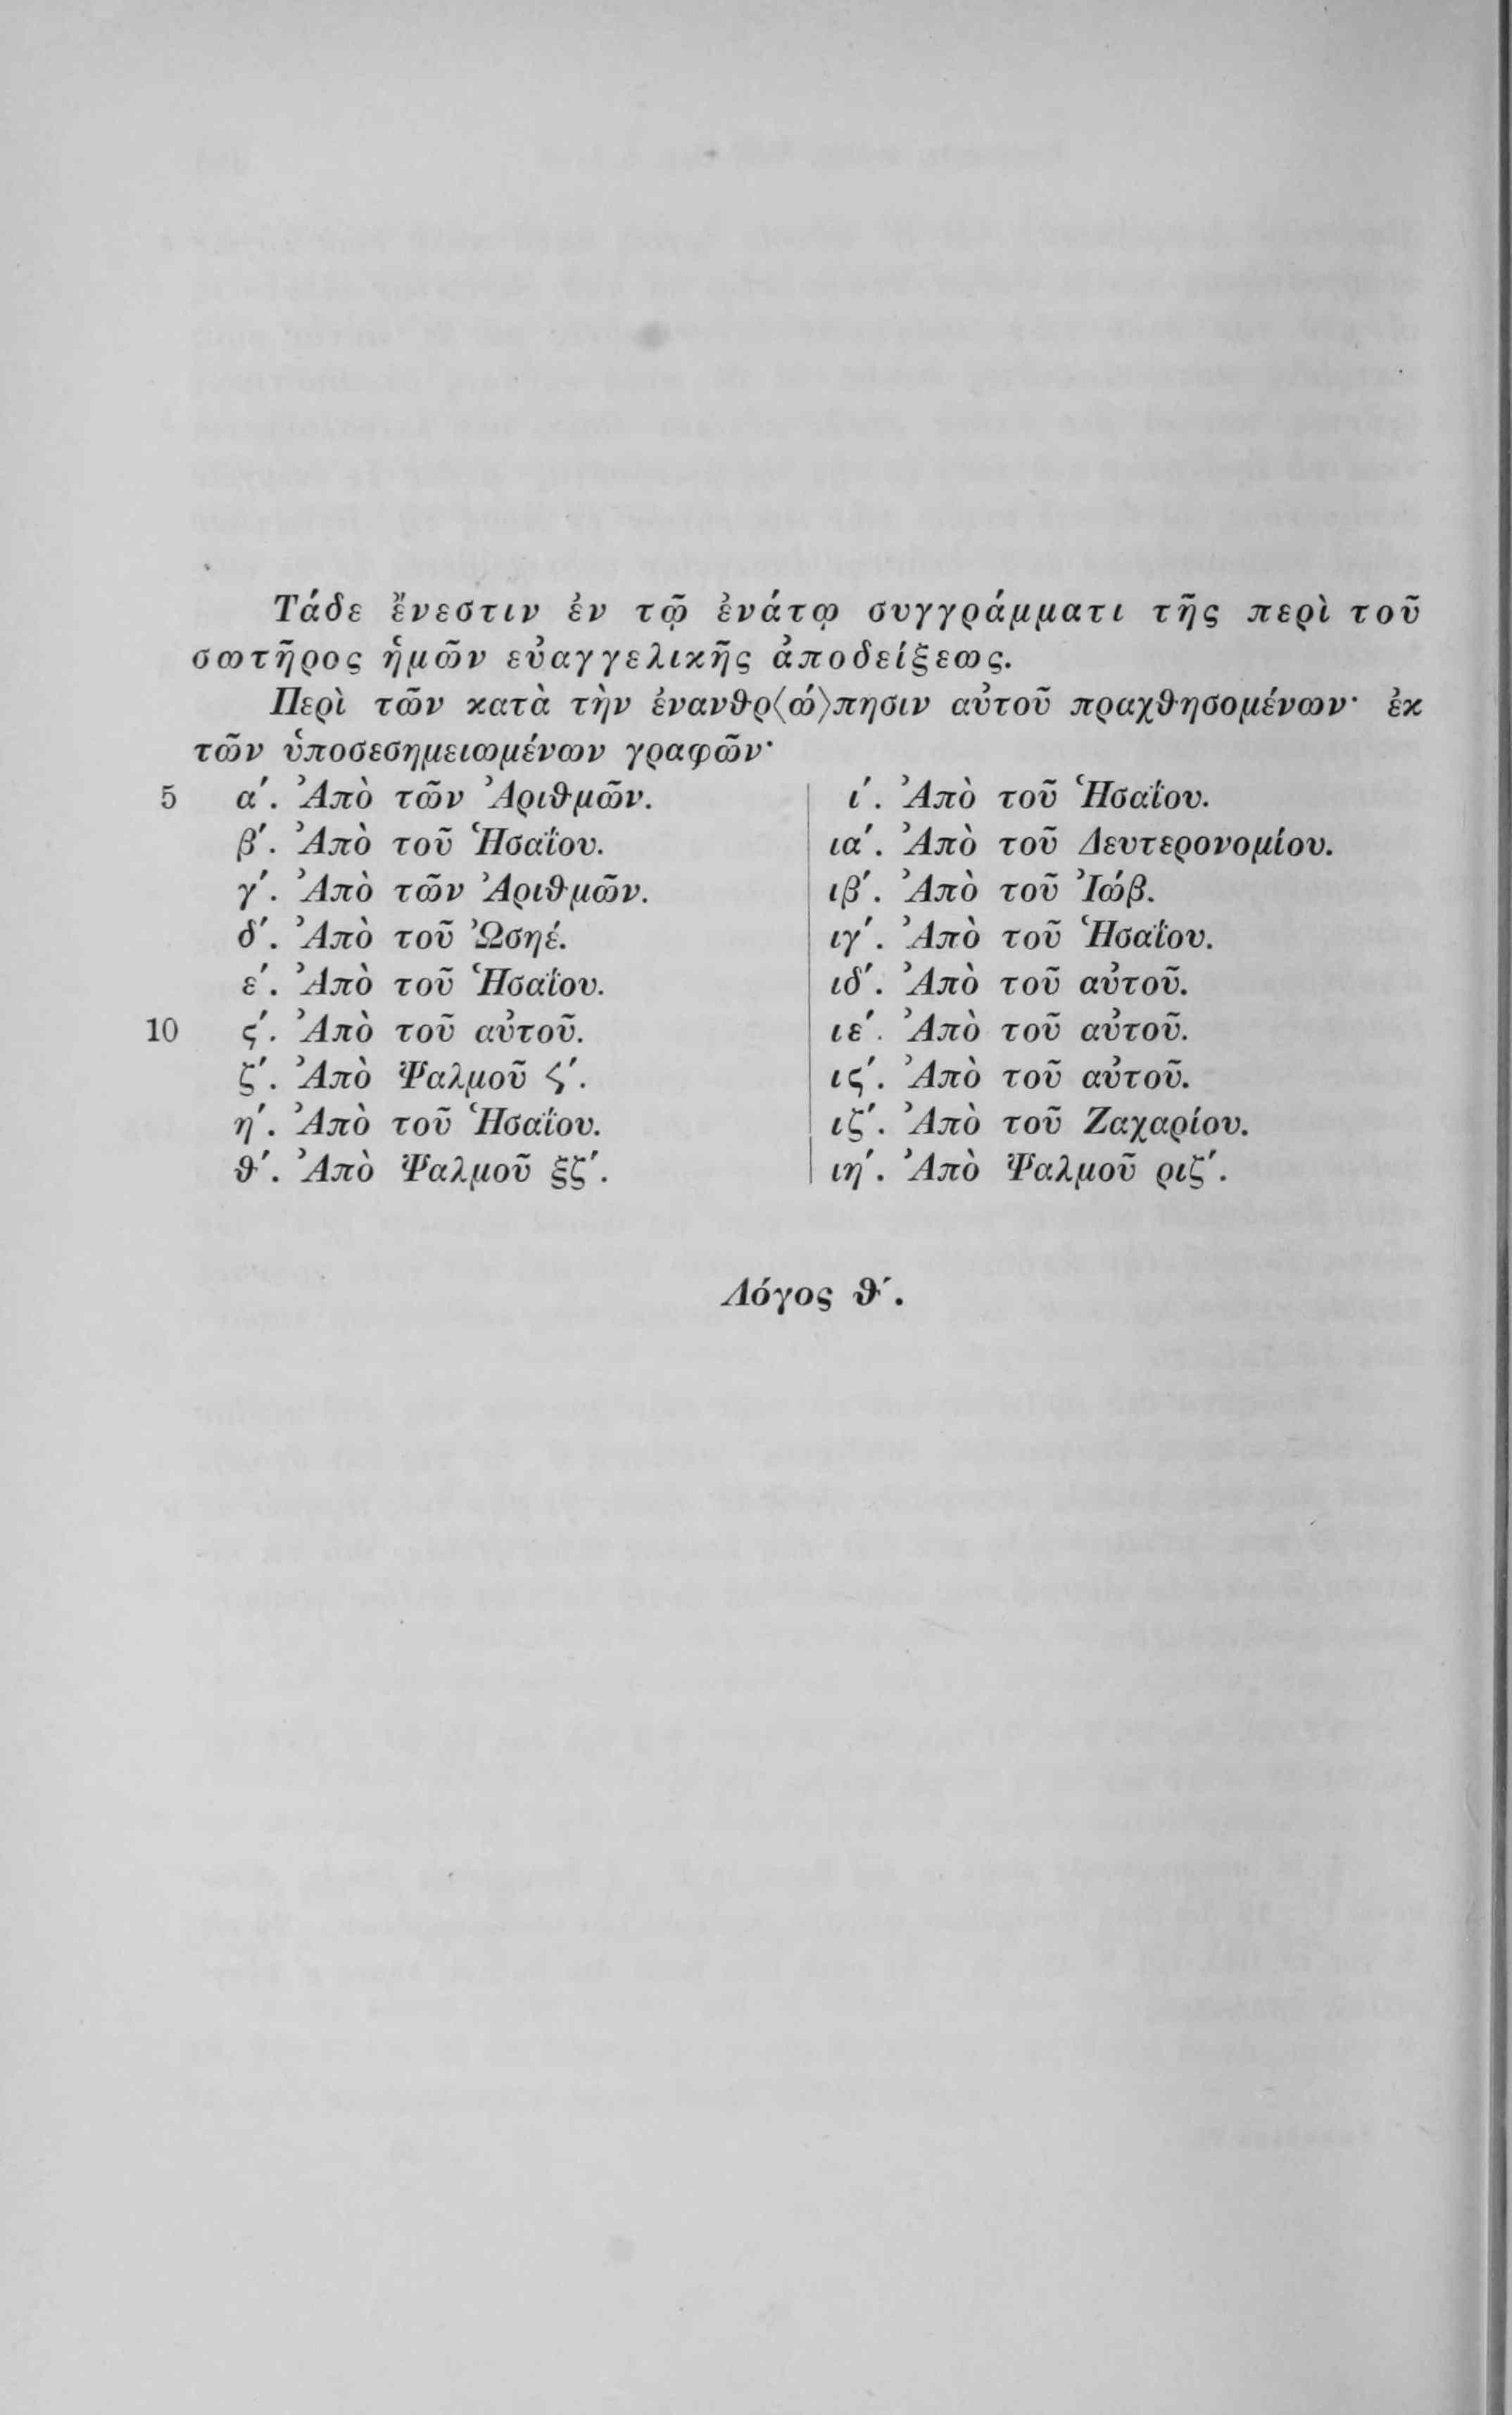 Τάδε ἔνεστιν ἐν τῷ ἐνάτῳ συγγράμματι τῆς περὶ τοῦ
σωτῆρος ἡμῶν εὐαγγελικῆς ἀποδείξεως.
Περὶ τῶν κατὰ τὴν ἐνανθρ⟨ώ⟩πησιν αὐτοῦ πραχθησομένων· ἐκ
τῶν ὑποσεσημειωμένων γραφῶν·
5 α΄. Ἀπὸ τῶν Ἀριθμῶν.
β΄. Ἀπὸ τοῦ Ἡσαΐου.
γ΄. Ἀπὸ τῶν Ἀριθμῶν.
δ΄. Ἀπὸ τοῦ Ὠσηέ.
ε΄. Ἀπὸ τοῦ Ἡσαΐου.
10 ς΄. Ἀπὸ τοῦ αὐτοῦ.
ζ΄. Ἀπὸ Ψαλμοῦ ϟ΄.
η΄. Ἀπὸ τοῦ Ἡσαΐου.
θ΄. Ἀπὸ Ψαλμοῦ ξζ΄.
ι΄. Ἀπὸ τοῦ Ἡσαΐου.
ια΄. Ἀπὸ τοῦ Δευτερονομίου.
ιβ΄. Ἀπὸ τοῦ Ἰώβ.
ιγ΄. Ἀπὸ τοῦ Ἡσαΐου.
ιδ΄. Ἀπὸ τοῦ αὐτοῦ.
ιε΄. Ἀπὸ τοῦ αὐτοῦ.
ις΄. Ἀπὸ τοῦ αὐτοῦ.
ιζ΄. Ἀπὸ τοῦ Ζαχαρίου.
ιη΄. Ἀπὸ Ψαλμοῦ ριζ΄.
Λόγος θ΄.